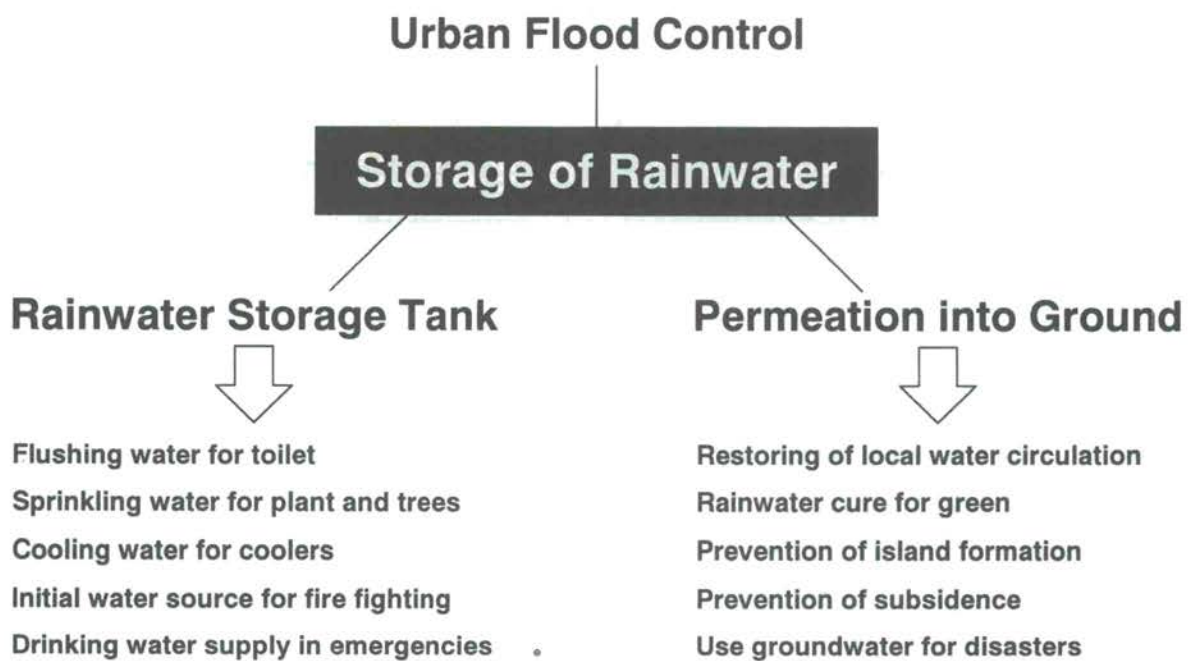 Urban Flood Control
Storage of Rainwater
Rainwater Storage Tank
Flushing water for toilet
Sprinkling water for plant and trees
Cooling water for coolers
Initial water source for fire fighting
Drinking water supply in emergencies
Permeation into Ground
Restoring of local water circulation
Rainwater cure for green
Prevention of island formation
Prevention of subsidence
Use groundwater for disasters